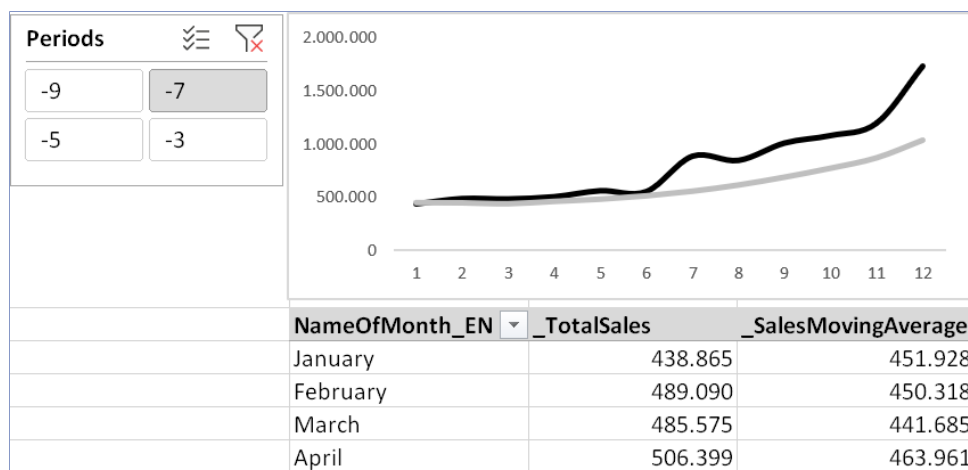 Periods
-9 -7
-5 -3
2.000.000
1.500.000
1.000.000
500.000
0
1 2 3 4 5 6 7 8 9 10 11 12
NameOfMonth_EN _TotalSales _SalesMovingAverage
January 438.865 451.928
February 489.090 450.318
March 485.575 441.685
April 506.399 463.961